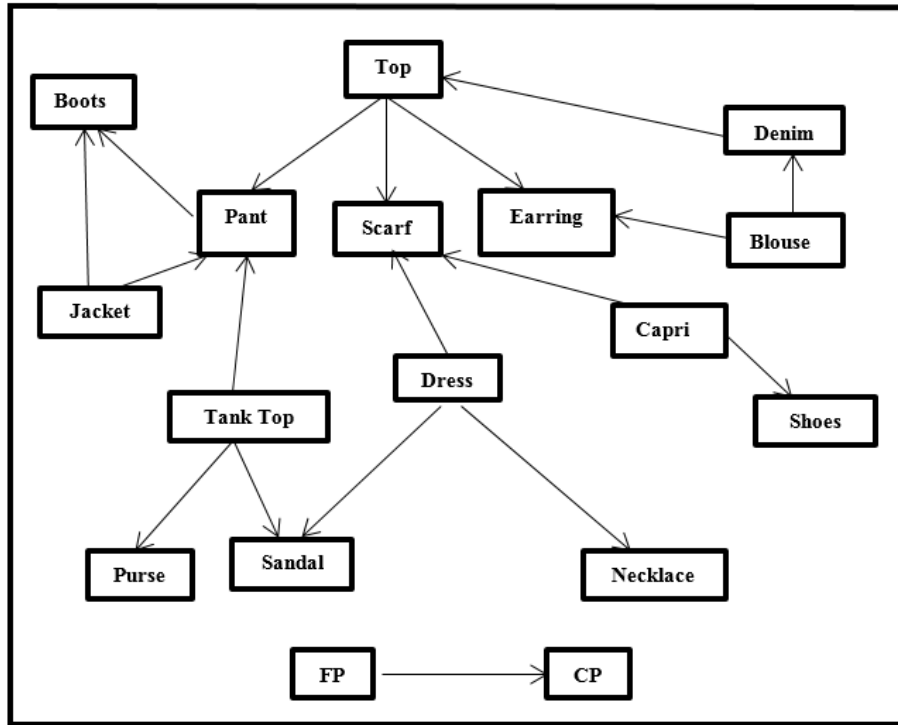 Top
Boots
Denim
Pant
Scarf
Earring
Blouse
Jacket
Capri
Dress
Tank Top
Shoes
Purse
Sandal
Necklace
FP
CP